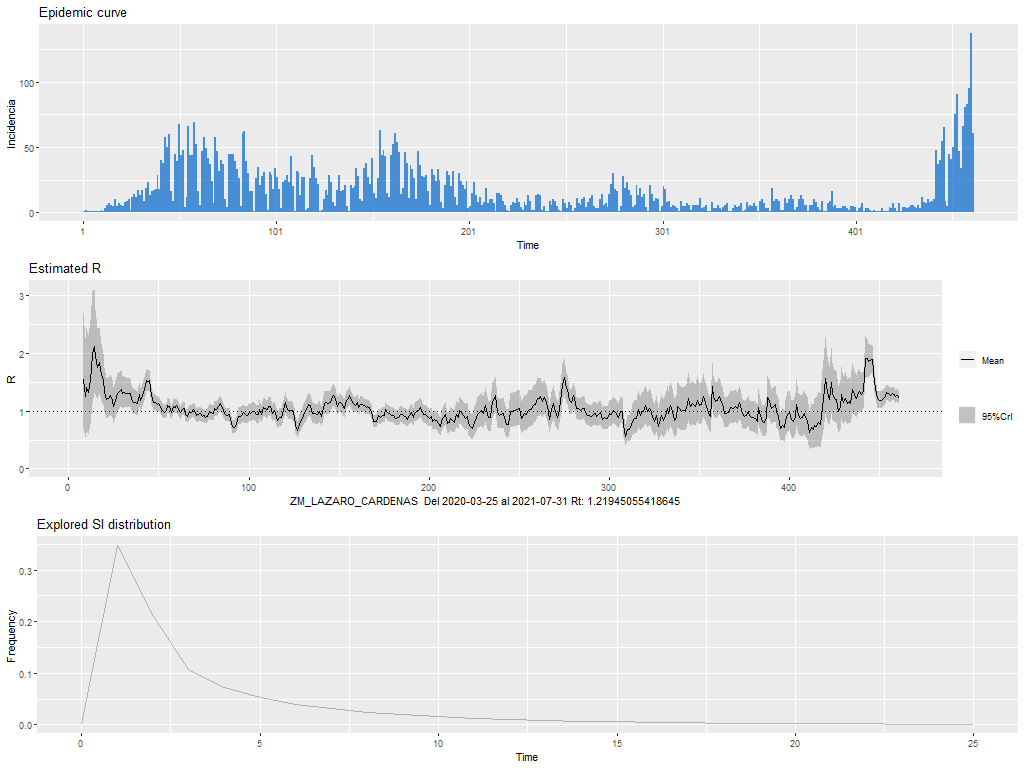 Epidemic curve
Incidencia
100
50
0
1
101
201
301
401
Time
Estimated R
R
3
2
1
0
0
100
200
300
400
Mean
95%CrI
ZM_LAZARO_CARDENAS Del 2020-03-25 al 2021-07-31 Rt: 1.21945055418645
Explored SI distribution
Frequency
0.3
0.2
0.1
0.0
0
5
10
15
20
25
Time